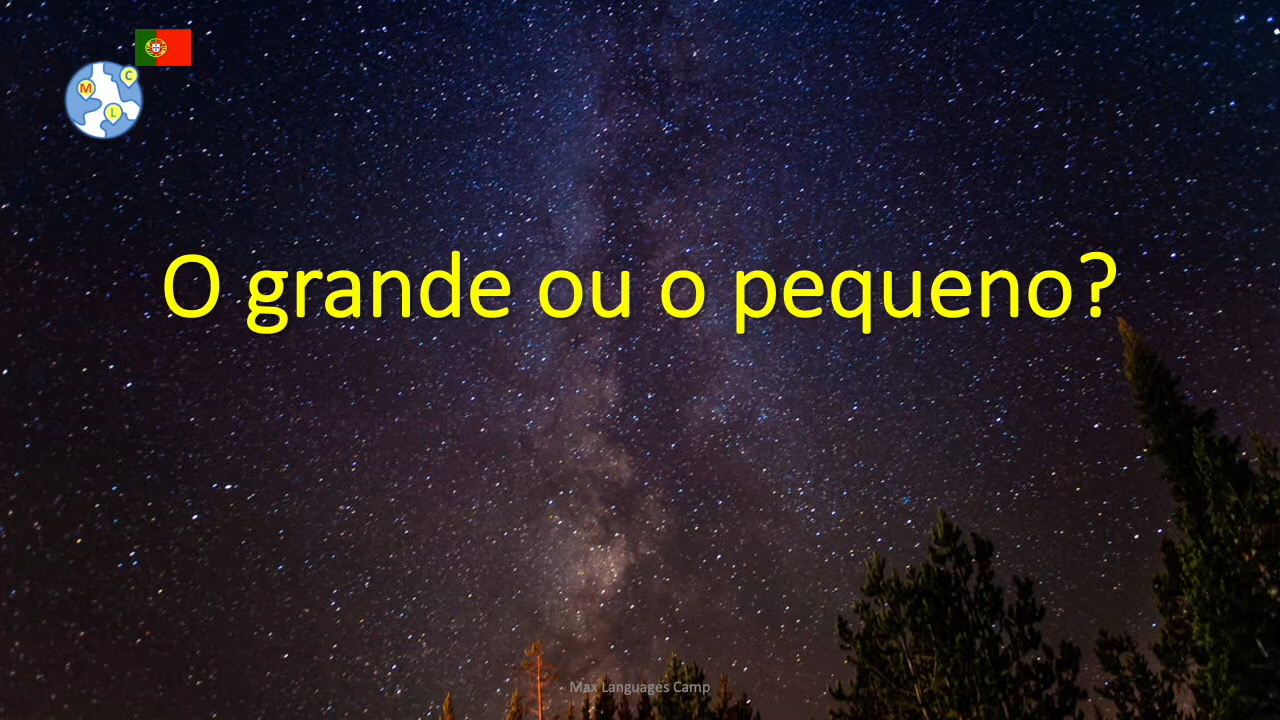 M
C
L
O grande ou o pequeno?
Max Languages Camp